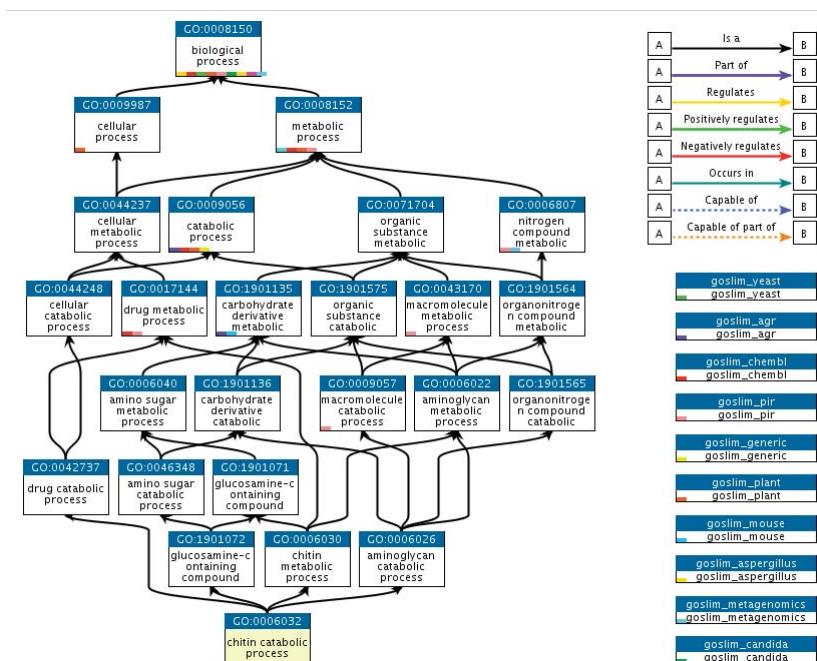 GO:0008150
biological
process
GO:0009987
cellular
process
GO:0008152
metabolic
process
GO:0044237
cellular
metabolic
process
GO:0009056
catabolic
process
GO:0071704
organic
substance
metabolic
GO:0006807
nitrogen
compound
metabolic
GO:0044248
cellular
catabolic
process
GO:0017144
drug metabolic
process
GO:1901135
carbohydrate
derivative
metabolic
GO:1901575
organic
substance
catabolic
GO:0043170
macromolecule
metabolic
process
GO:1901564
organonitroge
n compound
metabolic
GO:0006040
amino sugar
metabolic
process
GO:1901136
carbohydrate
derivative
catabolic
GO:0009057
macromolecule
catabolic
process
GO:0006022
aminoglycan
metabolic
process
GO:1901565
organonitroge
n compound
catabolic
GO:0042737
drug catabolic
process
GO:0046348
amino sugar
catabolic
process
GO:1901071
glucosamine-c
ontaining
compound
GO:1901072
glucosamine-c
ontaining
compound
GO:0006030
chitin
metabolic
process
GO:0006026
aminoglycan
catabolic
process
GO:0006032
chitin catabolic
process
A Is a B
A Part of B
A Regulates B
A Positively regulates B
A Negatively regulates B
A Occurs in B
A Capable of B
A Capable of part of B
goslim_yeast
goslim_yeast
goslim_agr
goslim_agr
goslim_chembl
goslim_chembl
goslim_pir
goslim_pir
goslim_generic
goslim_generic
goslim_plant
goslim_plant
goslim_mouse
goslim_mouse
goslim_aspergillus
goslim_aspergillus
goslim_metagenomics
goslim_metagenomics
goslim_candida
goslim_candida